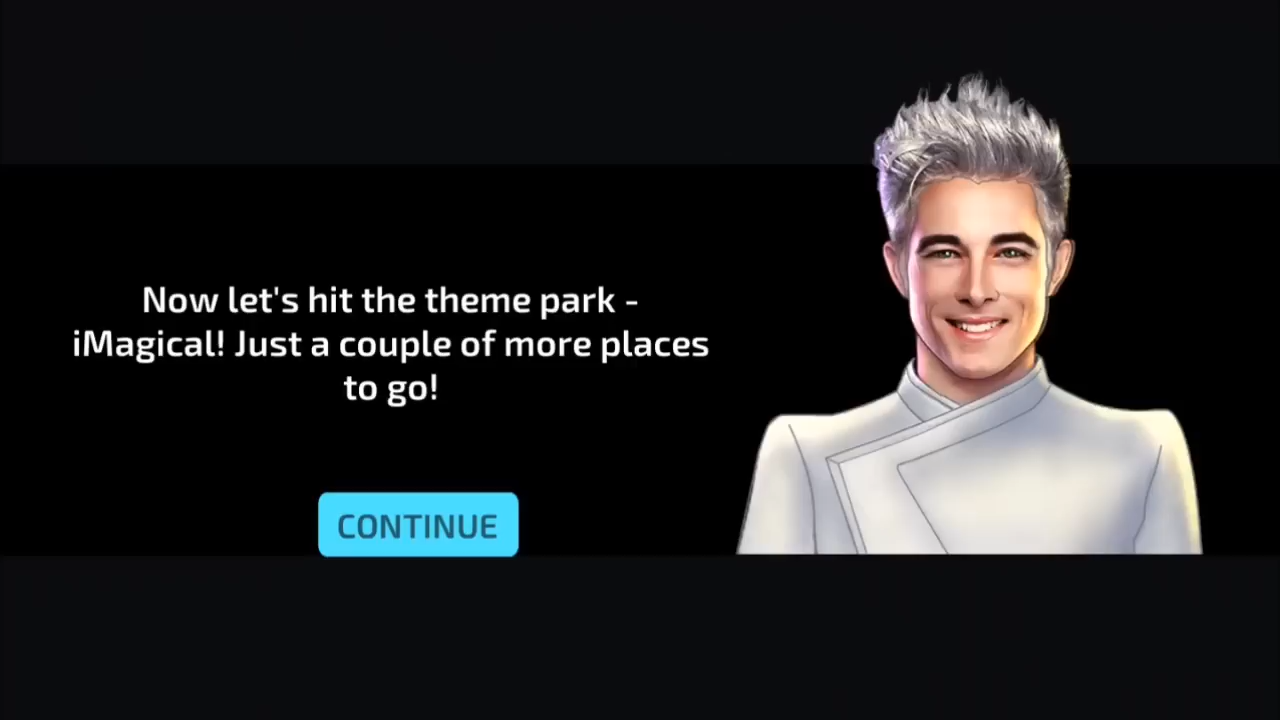 Now let's hit the theme park -
iMagical! Just a couple of more places
to go!
CONTINUE